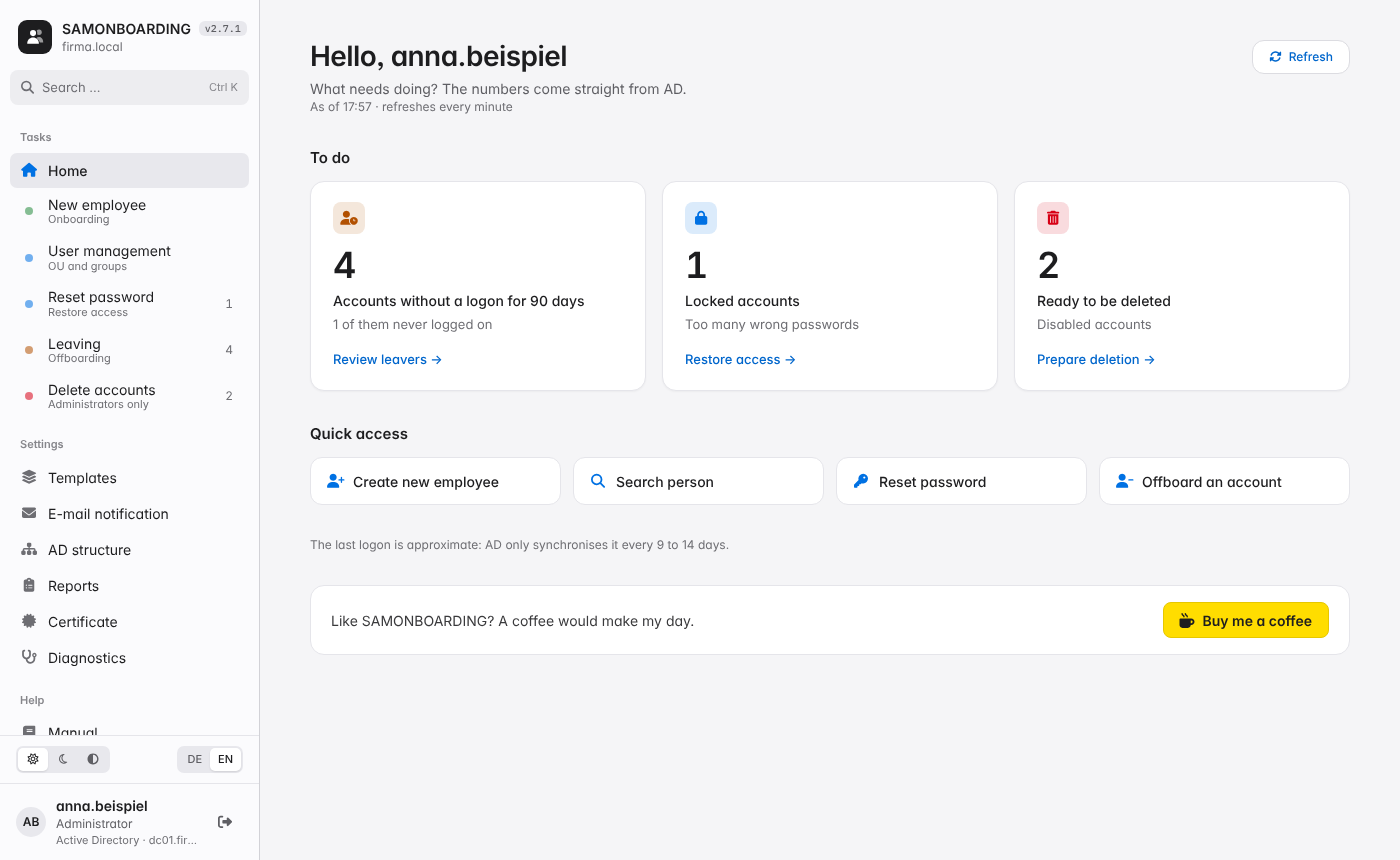 SAMONBOARDING v2.7.1
firma.local
Search ... Ctrl K
Tasks
Home
New employee
Onboarding
User management
OU and groups
Reset password 1
Restore access
Leaving 4
Offboarding
Delete accounts 2
Administrators only
Settings
Templates
E-mail notification
AD structure
Reports
Certificate
Diagnostics
Help
Manual
DE EN
AB
anna.beispiel
Administrator
Active Directory · dc01.fir...
Hello, anna.beispiel
Refresh
What needs doing? The numbers come straight from AD.
As of 17:57 · refreshes every minute
To do
4
Accounts without a logon for 90 days
1 of them never logged on
Review leavers →
1
Locked accounts
Too many wrong passwords
Restore access →
2
Ready to be deleted
Disabled accounts
Prepare deletion →
Quick access
Create new employee
Search person
Reset password
Offboard an account
The last logon is approximate: AD only synchronises it every 9 to 14 days.
Like SAMONBOARDING? A coffee would make my day.
Buy me a coffee